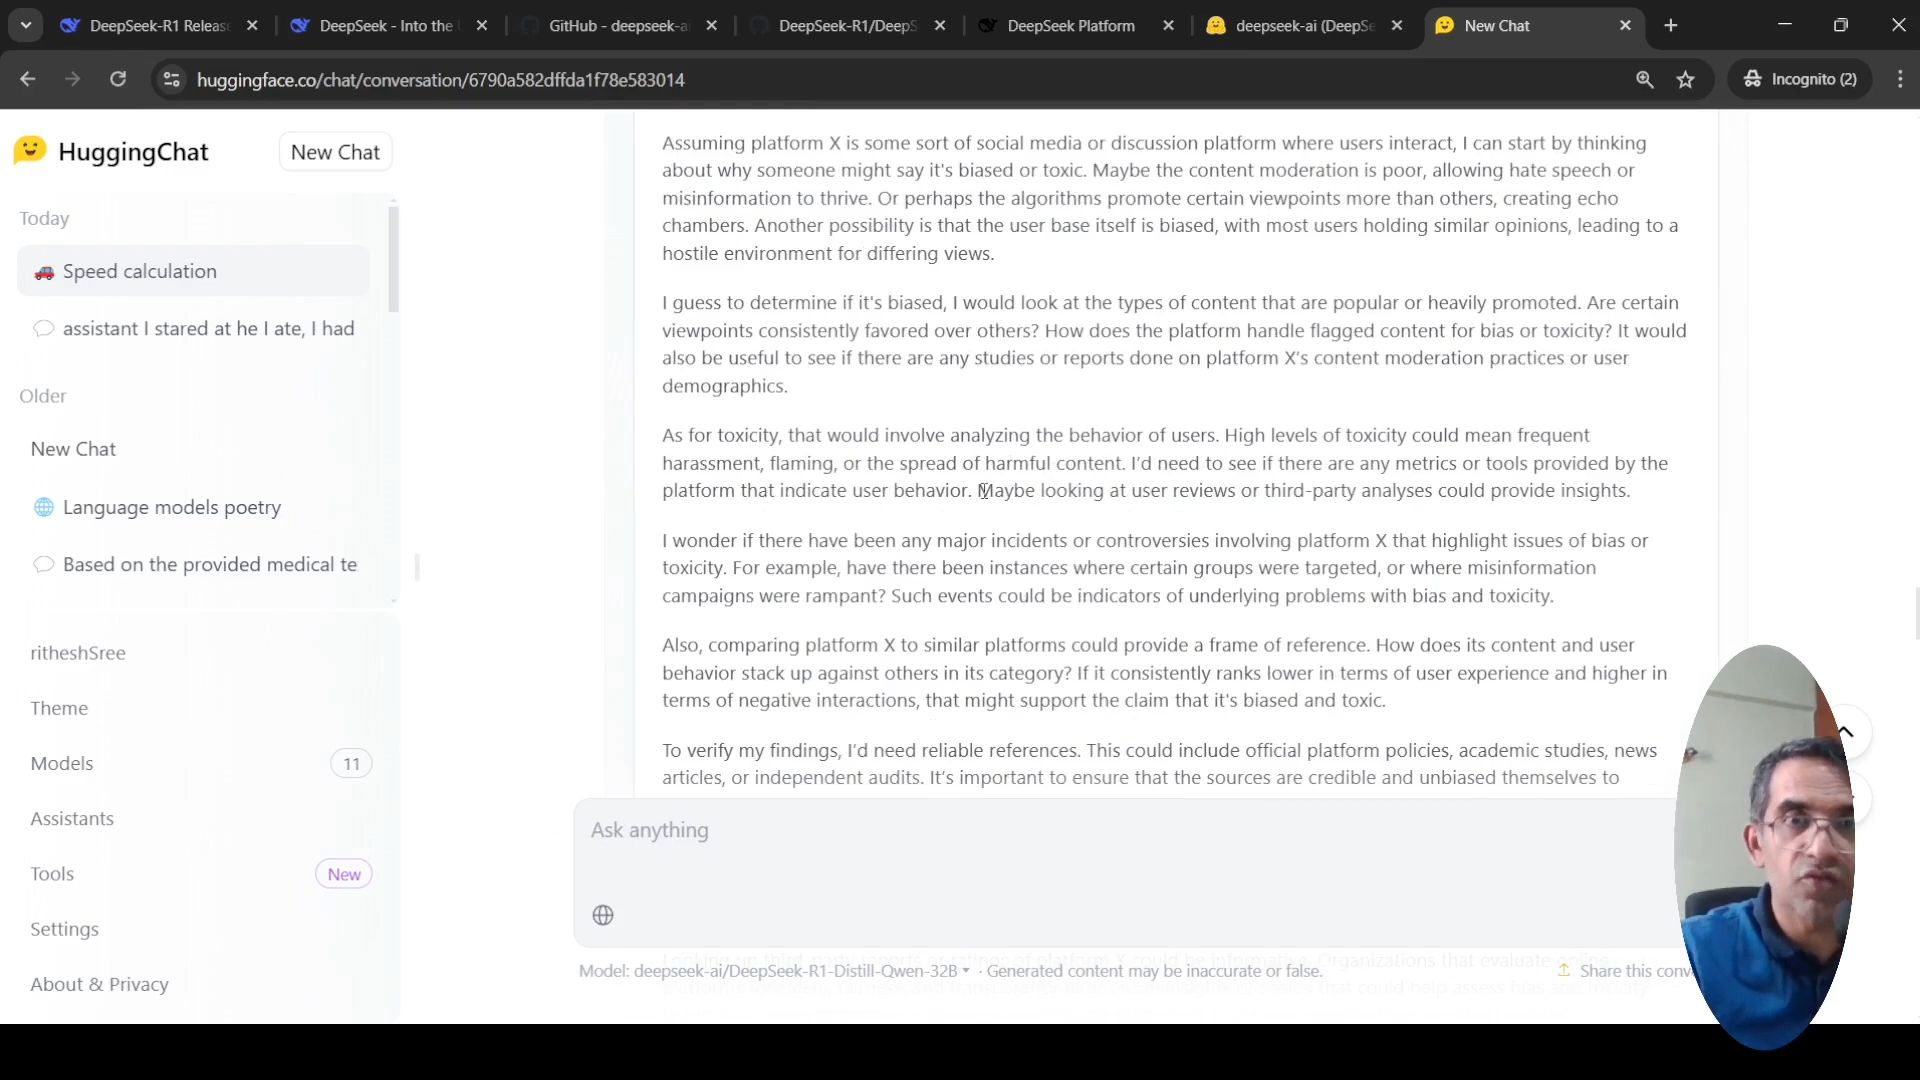 DeepSeek-R1 Release
DeepSeek - Into the
GitHub - deepseek-ai
DeepSeek-R1/DeepS
DeepSeek Platform
deepseek-ai (DeepSe
New Chat
huggingface.co/chat/conversation/6790a582dffda1f78e583014
Incognito (2)
HuggingChat
New Chat
Today
Speed calculation
assistant I stared at he I ate, I had
Older
New Chat
Language models poetry
Based on the provided medical te
ritheshSree
Theme
Models 11
Assistants
Tools New
Settings
About & Privacy
Assuming platform X is some sort of social media or discussion platform where users interact, I can start by thinking
about why someone might say it's biased or toxic. Maybe the content moderation is poor, allowing hate speech or
misinformation to thrive. Or perhaps the algorithms promote certain viewpoints more than others, creating echo
chambers. Another possibility is that the user base itself is biased, with most users holding similar opinions, leading to a
hostile environment for differing views.
I guess to determine if it's biased, I would look at the types of content that are popular or heavily promoted. Are certain
viewpoints consistently favored over others? How does the platform handle flagged content for bias or toxicity? It would
also be useful to see if there are any studies or reports done on platform X's content moderation practices or user
demographics.
As for toxicity, that would involve analyzing the behavior of users. High levels of toxicity could mean frequent
harassment, flaming, or the spread of harmful content. I'd need to see if there are any metrics or tools provided by the
platform that indicate user behavior. Maybe looking at user reviews or third-party analyses could provide insights.
I wonder if there have been any major incidents or controversies involving platform X that highlight issues of bias or
toxicity. For example, have there been instances where certain groups were targeted, or where misinformation
campaigns were rampant? Such events could be indicators of underlying problems with bias and toxicity.
Also, comparing platform X to similar platforms could provide a frame of reference. How does its content and user
behavior stack up against others in its category? If it consistently ranks lower in terms of user experience and higher in
terms of negative interactions, that might support the claim that it's biased and toxic.
To verify my findings, I'd need reliable references. This could include official platform policies, academic studies, news
articles, or independent audits. It's important to ensure that the sources are credible and unbiased themselves to
Ask anything
Model: deepseek-ai/DeepSeek-R1-Distill-Qwen-32B · Generated content may be inaccurate or false.
Share this conv